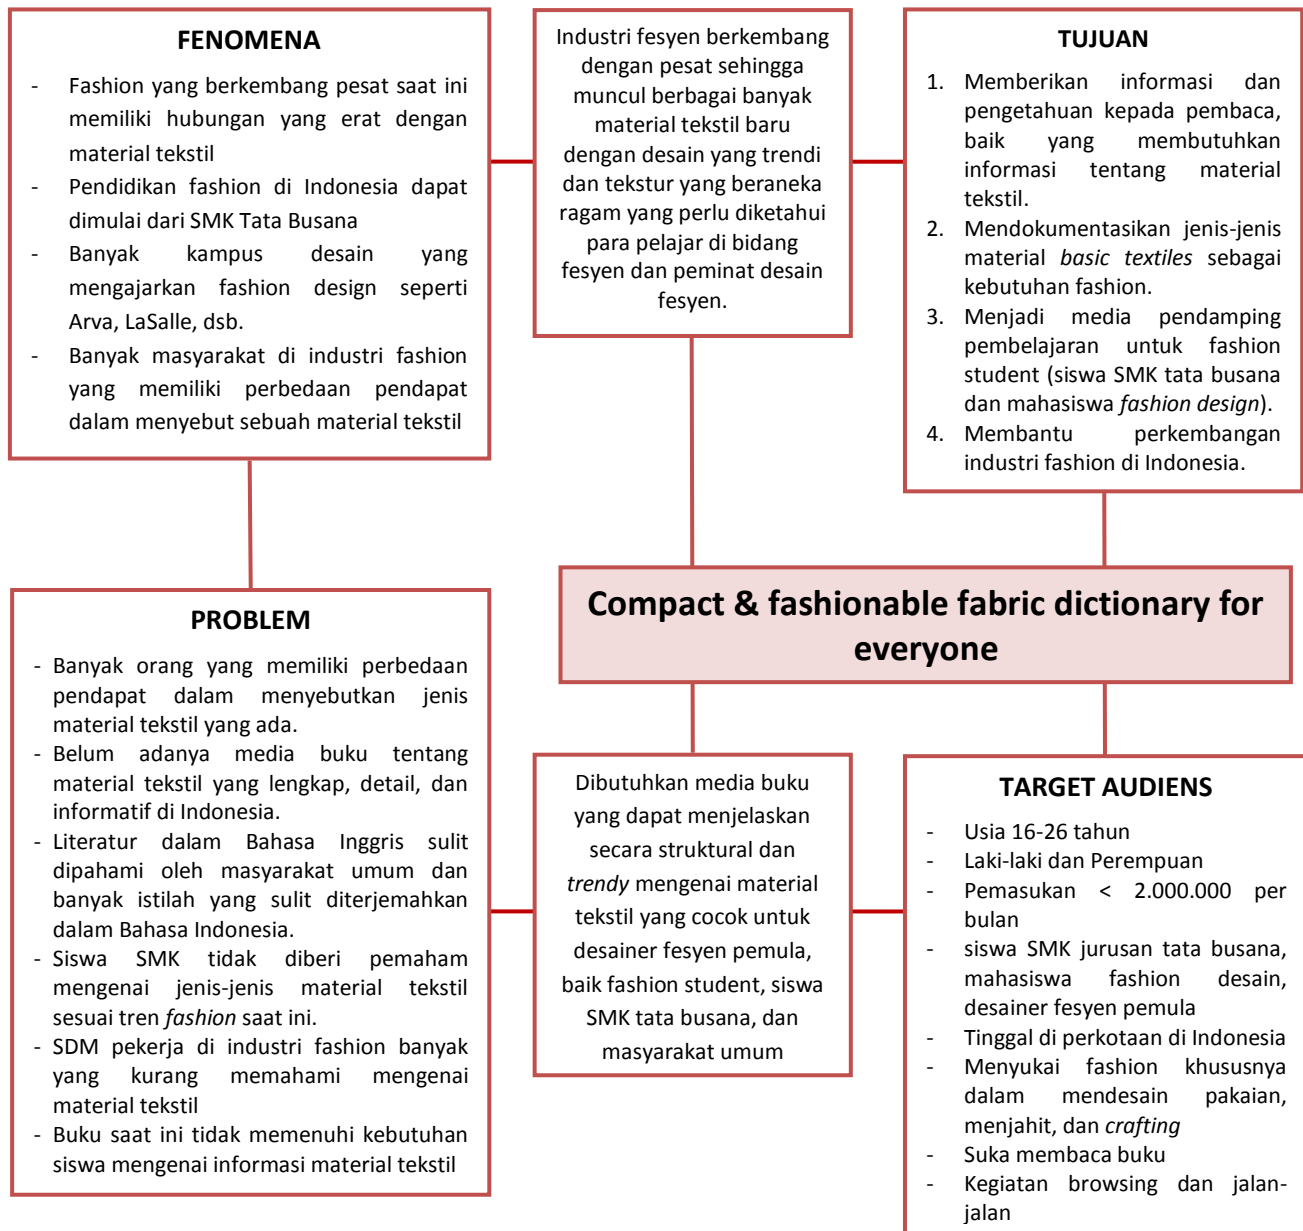 FENOMENA
- Fashion yang berkembang pesat saat ini
memiliki hubungan yang erat dengan
material tekstil
- Pendidikan fashion di Indonesia dapat
dimulai dari SMK Tata Busana
- Banyak kampus desain yang
mengajarkan fashion design seperti
Arva, LaSalle, dsb.
- Banyak masyarakat di industri fashion
yang memiliki perbedaan pendapat
dalam menyebut sebuah material tekstil
Industri fesyen berkembang
dengan pesat sehingga
muncul berbagai banyak
material tekstil baru
dengan desain yang trendi
dan tekstur yang beraneka
ragam yang perlu diketahui
para pelajar di bidang
fesyen dan peminat desain
fesyen.
TUJUAN
1. Memberikan informasi dan
pengetahuan kepada pembaca,
baik yang membutuhkan
informasi tentang material
tekstil.
2. Mendokumentasikan jenis-jenis
material basic textiles sebagai
kebutuhan fashion.
3. Menjadi media pendamping
pembelajaran untuk fashion
student (siswa SMK tata busana
dan mahasiswa fashion design).
4. Membantu perkembangan
industri fashion di Indonesia.
Compact & fashionable fabric dictionary for
everyone
PROBLEM
- Banyak orang yang memiliki perbedaan
pendapat dalam menyebutkan jenis
material tekstil yang ada.
- Belum adanya media buku tentang
material tekstil yang lengkap, detail, dan
informatif di Indonesia.
- Literatur dalam Bahasa Inggris sulit
dipahami oleh masyarakat umum dan
banyak istilah yang sulit diterjemahkan
dalam Bahasa Indonesia.
- Siswa SMK tidak diberi pemaham
mengenai jenis-jenis material tekstil
sesuai tren fashion saat ini.
- SDM pekerja di industri fashion banyak
yang kurang memahami mengenai
material tekstil
- Buku saat ini tidak memenuhi kebutuhan
siswa mengenai informasi material tekstil
Dibutuhkan media buku
yang dapat menjelaskan
secara struktural dan
trendy mengenai material
tekstil yang cocok untuk
desainer fesyen pemula,
baik fashion student, siswa
SMK tata busana, dan
masyarakat umum
TARGET AUDIENS
- Usia 16-26 tahun
- Laki-laki dan Perempuan
- Pemasukan < 2.000.000 per
bulan
- siswa SMK jurusan tata busana,
mahasiswa fashion desain,
desainer fesyen pemula
- Tinggal di perkotaan di Indonesia
- Menyukai fashion khususnya
dalam mendesain pakaian,
menjahit, dan crafting
- Suka membaca buku
- Kegiatan browsing dan jalan-
jalan